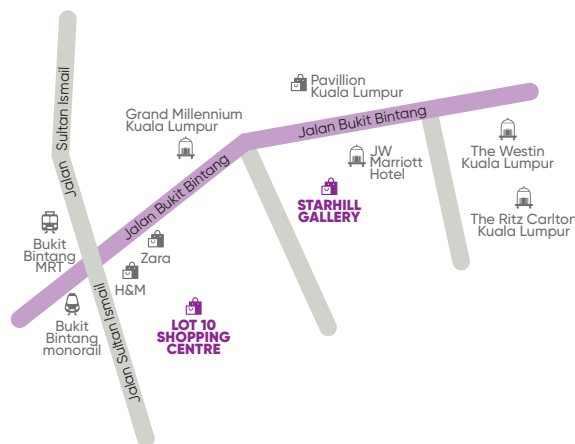 Jalan Sultan Ismail
Pavillion
Kuala Lumpur
Grand Millennium
Kuala Lumpur
Jalan Bukit Bintang
JW
Marriott
Hotel
The Westin
Kuala Lumpur
STARHILL
GALLERY
The Ritz Carlton
Kuala Lumpur
Jalan Bukit Bintang
Bukit
Bintang
MRT
Zara
H&M
Bukit
Bintang
monorail
Jalan Sultan Ismail
LOT 10
SHOPPING
CENTRE